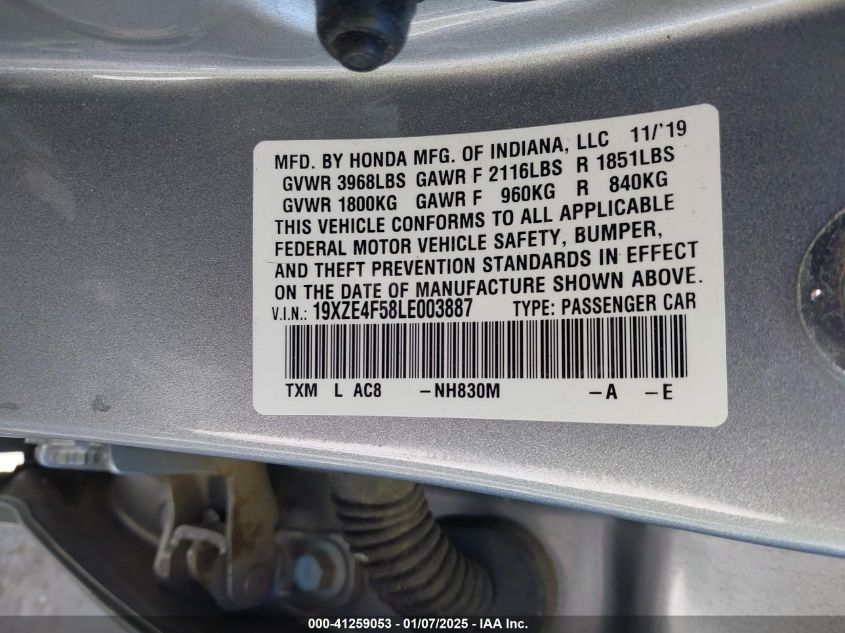 MFD. BY HONDA MFG. OF INDIANA, LLC 11/'19
GVWR 3968LBS GAWR F 2116LBS R 1851LBS
GVWR 1800KG GAWR F 960KG R 840KG
THIS VEHICLE CONFORMS TO ALL APPLICABLE
FEDERAL MOTOR VEHICLE SAFETY, BUMPER,
AND THEFT PREVENTION STANDARDS IN EFFECT
ON THE DATE OF MANUFACTURE SHOWN ABOVE.
V.I.N.: 19XZE4F58LE003887 TYPE: PASSENGER CAR
TXM L AC8 -NH830M -A -E
000-41259053 — 01/07/2025 — IAA Inc.